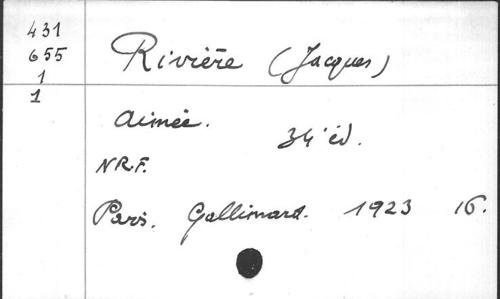 431
655
1
1
Rivière (Jacques)
Aimée. 34e éd.
N.R.F.
Paris. Gallimard. 1923 16.